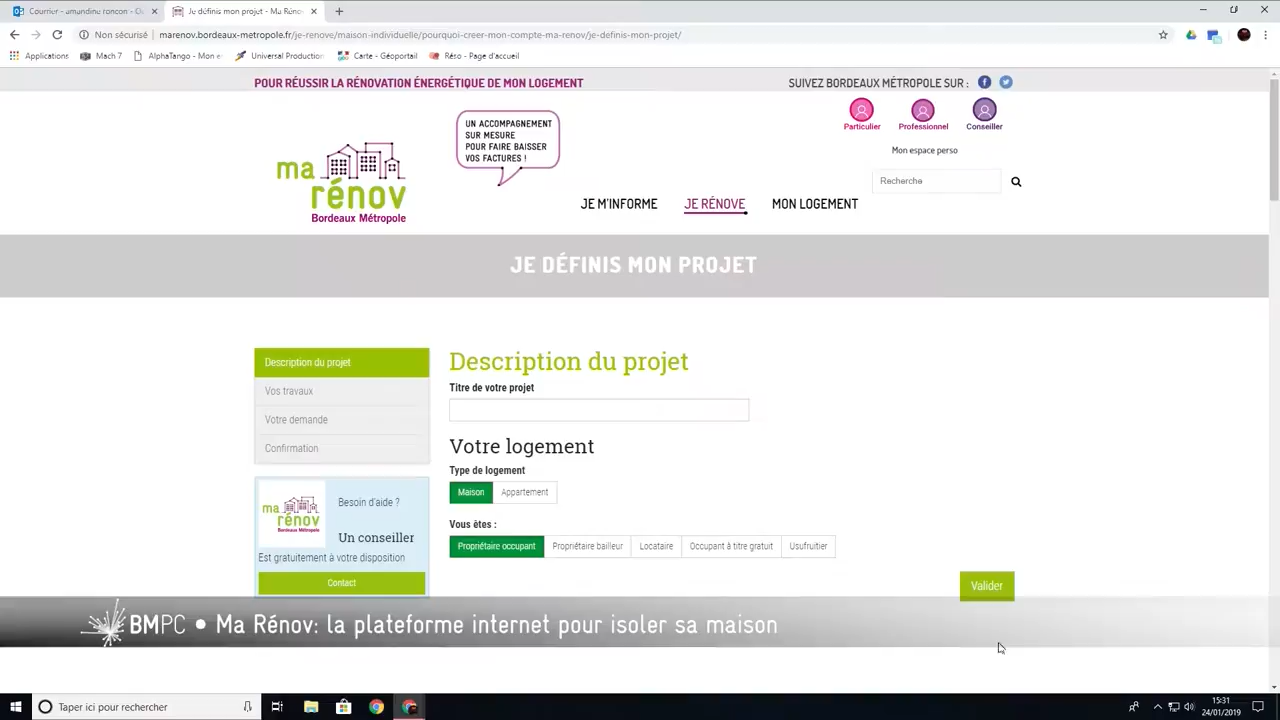 Courrier - amandine roncon - O
Je définis mon projet - Ma Réno
Non sécurisé
marenov.bordeaux-metropole.fr/je-renove/maison-individuelle/pourquoi-creer-mon-compte-ma-renov/je-definis-mon-projet/
Applications
Mach 7
AlphaTango - Mon e
Universal Production
Carte - Géoportail
Réso - Page d'accueil
POUR RÉUSSIR LA RÉNOVATION ÉNERGÉTIQUE DE MON LOGEMENT
SUIVEZ BORDEAUX MÉTROPOLE SUR :
UN ACCOMPAGNEMENT
SUR MESURE
POUR FAIRE BAISSER
VOS FACTURES !
Particulier
Professionnel
Conseiller
Mon espace perso
ma
rénov
Bordeaux Métropole
Recherche
JE M'INFORME
JE RÉNOVE
MON LOGEMENT
JE DÉFINIS MON PROJET
Description du projet
Vos travaux
Votre demande
Confirmation
ma
rénov
Bordeaux Métropole
Besoin d'aide ?
Un conseiller
Est gratuitement à votre disposition
Contact
Description du projet
Titre de votre projet
Votre logement
Type de logement
Maison
Appartement
Vous êtes :
Propriétaire occupant
Propriétaire bailleur
Locataire
Occupant à titre gratuit
Usufruitier
Valider
BMPC • Ma Rénov: la plateforme internet pour isoler sa maison
Taper ici pour rechercher
15:31
24/01/2019